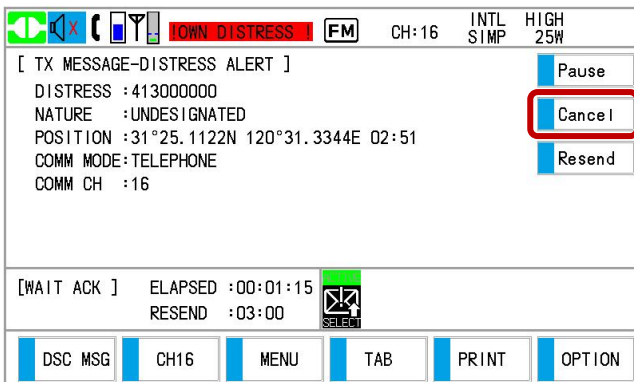 !OWN DISTRESS ! FM CH:16 INTL SIMP HIGH 25W
[ TX MESSAGE-DISTRESS ALERT ]
DISTRESS :413000000
NATURE :UNDESIGNATED
POSITION :31°25.1122N 120°31.3344E 02:51
COMM MODE:TELEPHONE
COMM CH :16
Pause
Cancel
Resend
[WAIT ACK ] ELAPSED :00:01:15
RESEND :03:00
SELECT
DSC MSG CH16 MENU TAB PRINT OPTION